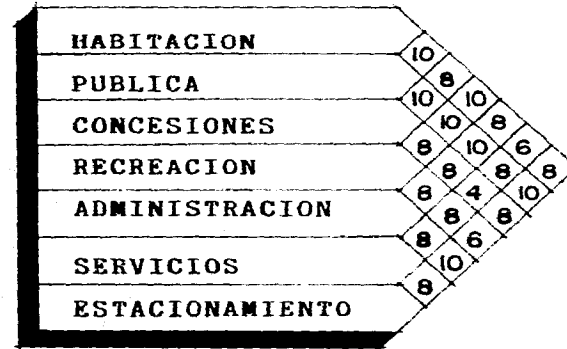 HABITACION
10
PUBLICA 8
10 10
CONCESIONES 10 8
8 10 6
RECREACION 8 8 8
8 4 10
ADMINISTRACION 8 8
8 6
SERVICIOS 10
8
ESTACIONAMIENTO